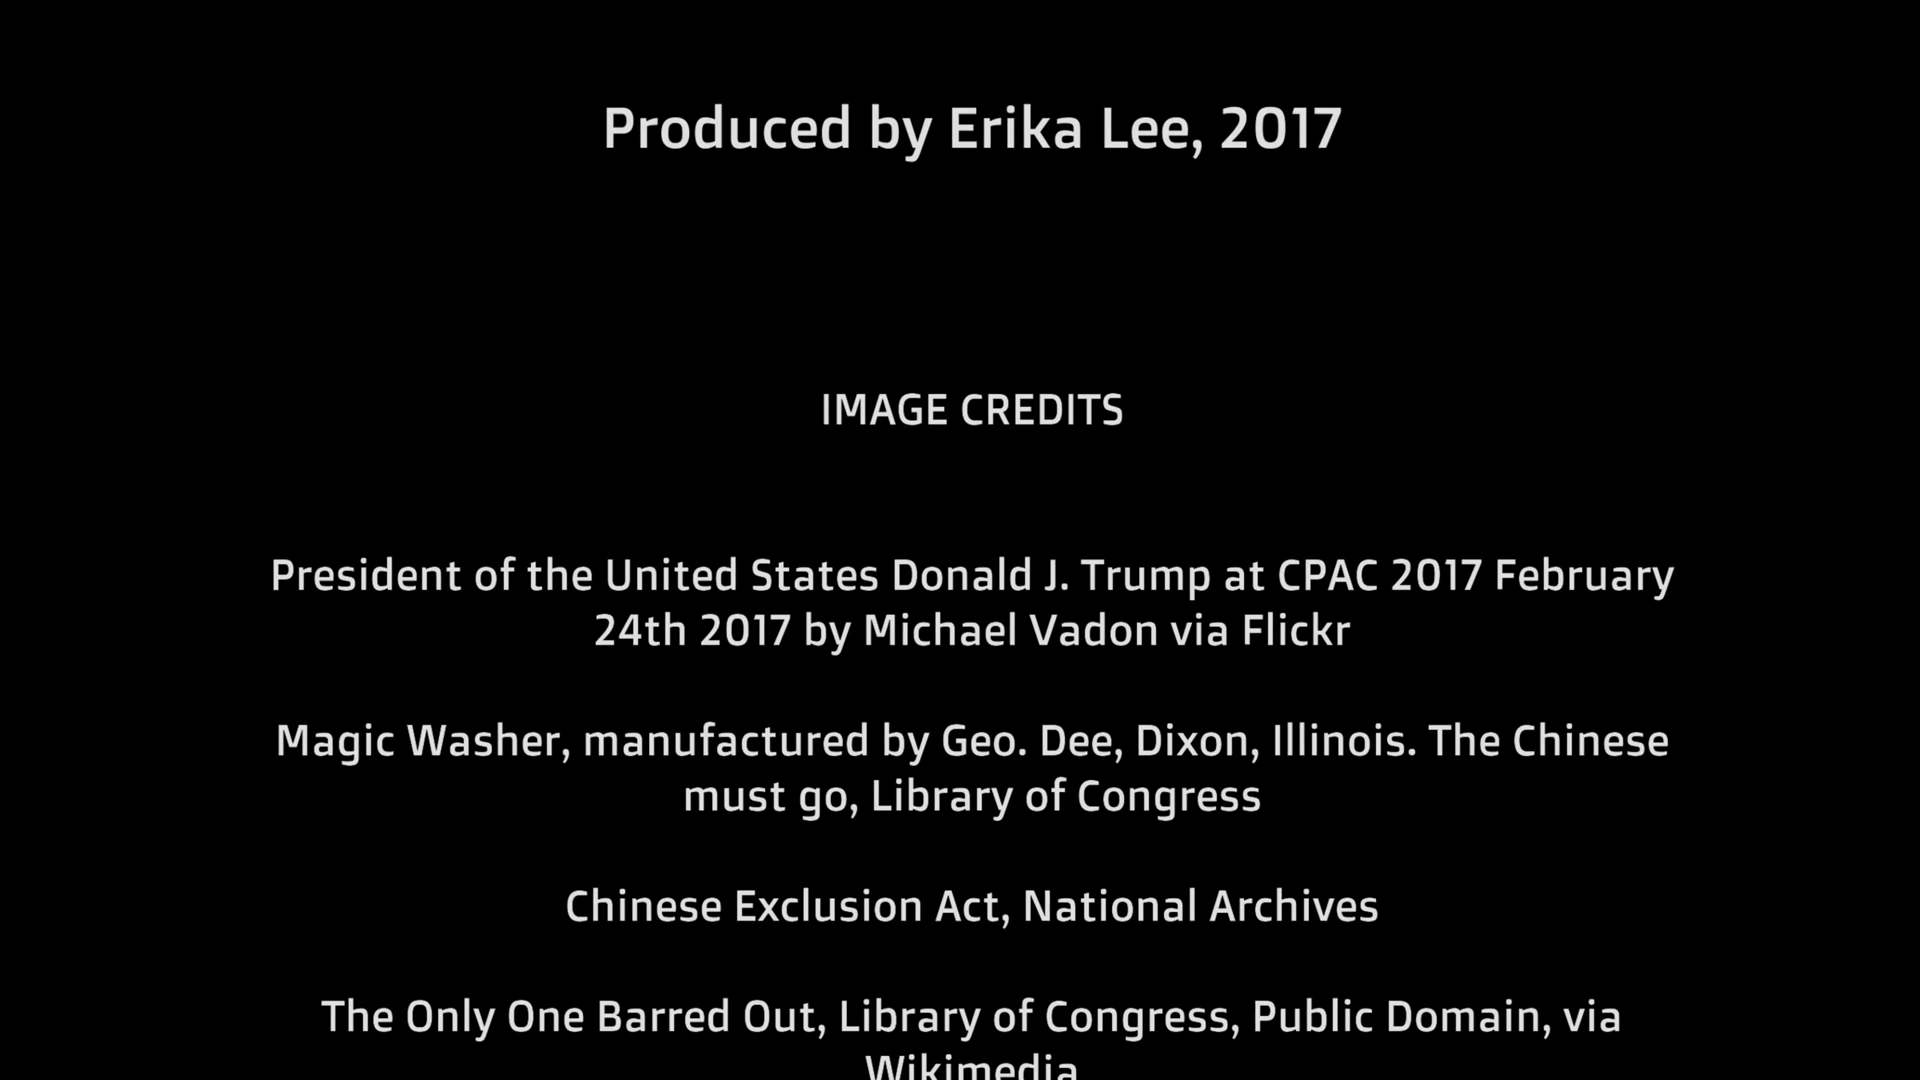 Produced by Erika Lee, 2017
IMAGE CREDITS
President of the United States Donald J. Trump at CPAC 2017 February
24th 2017 by Michael Vadon via Flickr
Magic Washer, manufactured by Geo. Dee, Dixon, Illinois. The Chinese
must go, Library of Congress
Chinese Exclusion Act, National Archives
The Only One Barred Out, Library of Congress, Public Domain, via
Wikimedia